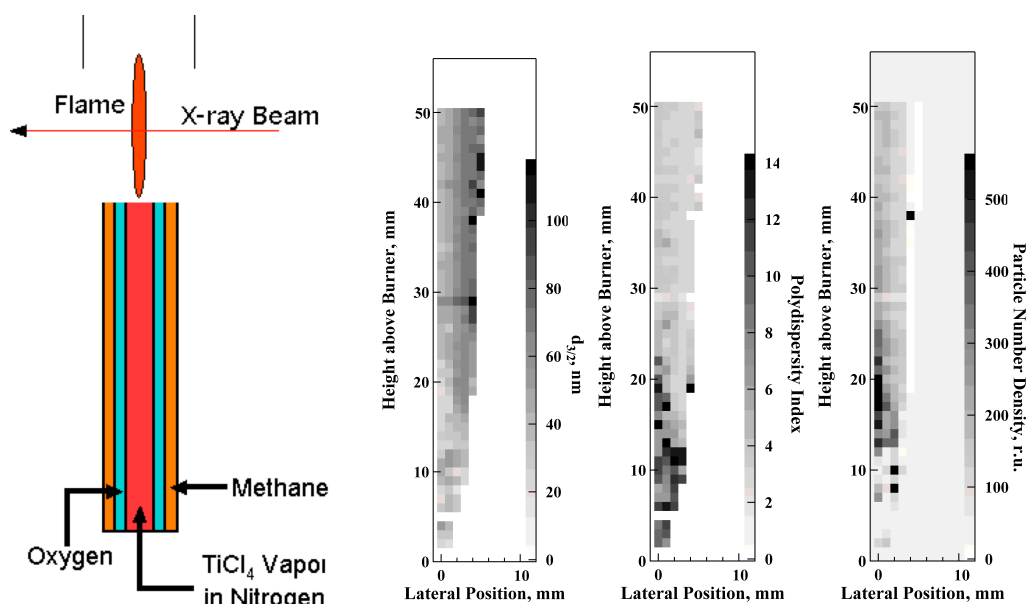 Flame
X-ray Beam
Methane
Oxygen
TiCl4 Vapor
in Nitrogen
Height above Burner, mm
50
40
30
20
10
0
0 10
Lateral Position, mm
100
80
60
40
20
0
d3/2, nm
Height above Burner, mm
50
40
30
20
10
0
0 10
Lateral Position, mm
14
12
10
8
6
4
2
0
Polydispersity Index
Height above Burner, mm
50
40
30
20
10
0
0 10
Lateral Position, mm
500
400
300
200
100
0
Particle Number Density, r.u.